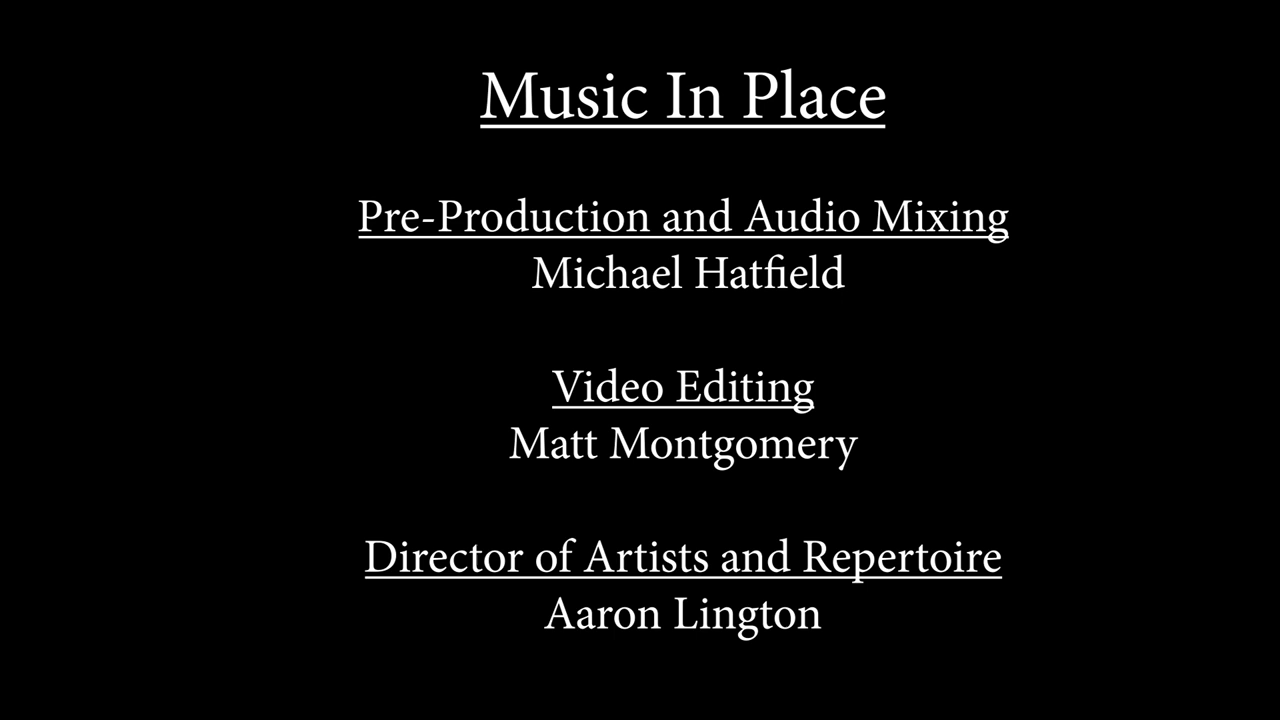 Music In Place
Pre-Production and Audio Mixing
Michael Hatfield
Video Editing
Matt Montgomery
Director of Artists and Repertoire
Aaron Lington